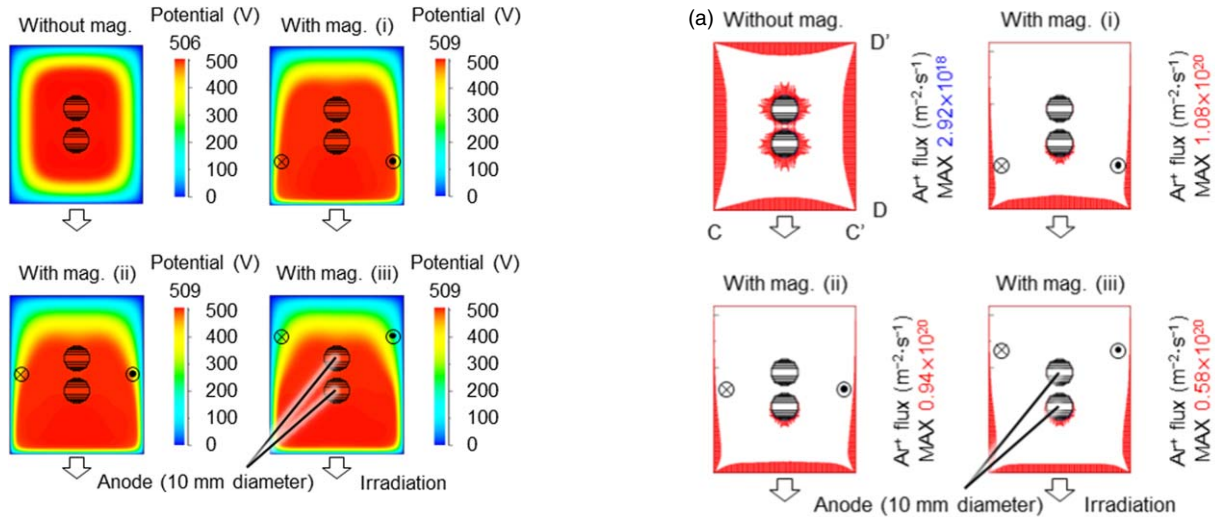 Potential (V)
Potential (V)
Without mag.
With mag. (i)
506
509
500
400
300
200
100
0
500
400
300
200
100
0
With mag. (ii)
Potential (V)
With mag. (iii)
Potential (V)
509
509
500
400
300
200
100
0
500
400
300
200
100
0
Anode (10 mm diameter)
Irradiation
(a)
Without mag.
With mag. (i)
D'
D
C
C'
Ar⁺ flux (m⁻²·s⁻¹)
MAX 2.92×10¹⁸
Ar⁺ flux (m⁻²·s⁻¹)
MAX 1.08×10²⁰
With mag. (ii)
With mag. (iii)
Ar⁺ flux (m⁻²·s⁻¹)
MAX 0.94×10²⁰
Ar⁺ flux (m⁻²·s⁻¹)
MAX 0.58×10²⁰
Anode (10 mm diameter)
Irradiation